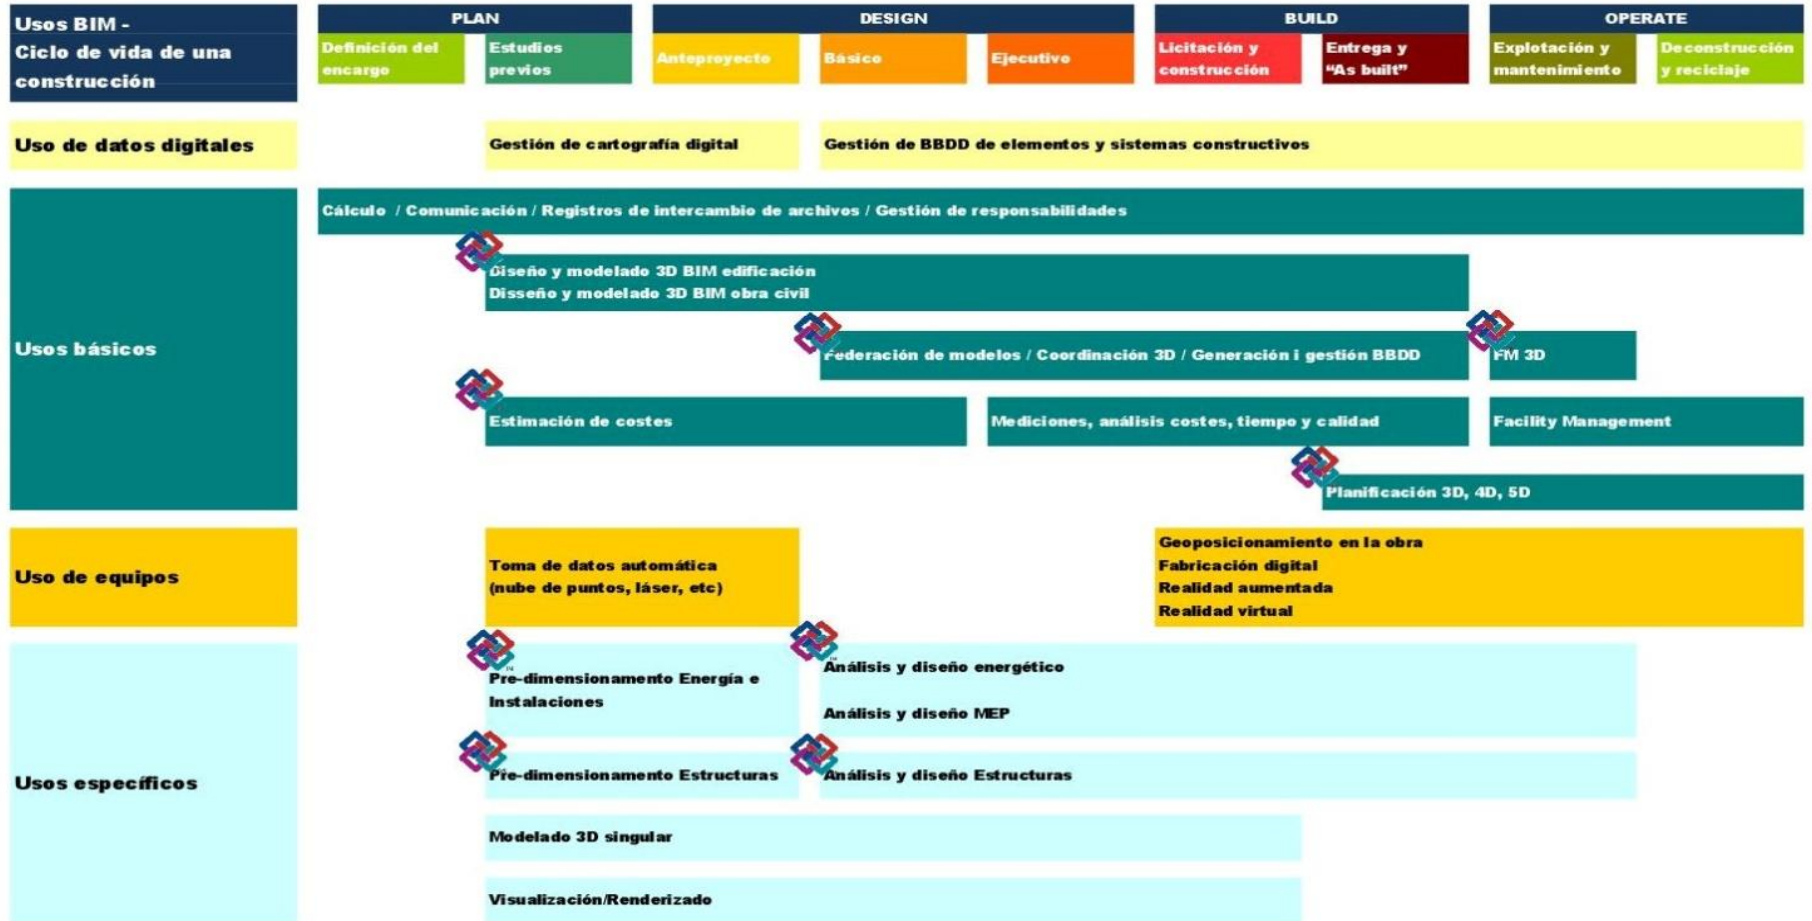 Usos BIM -
Ciclo de vida de una
construcción
PLAN
DESIGN
BUILD
OPERATE
Definición del
encargo
Estudios
previos
Anteproyecto
Básico
Ejecutivo
Licitación y
construcción
Entrega y
“As built”
Explotación y
mantenimiento
Deconstrucción
y reciclaje
Uso de datos digitales
Gestión de cartografía digital
Gestión de BBDD de elementos y sistemas constructivos
Usos básicos
Cálculo / Comunicación / Registros de intercambio de archivos / Gestión de responsabilidades
Diseño y modelado 3D BIM edificación
Disseño y modelado 3D BIM obra civil
Federación de modelos / Coordinación 3D / Generación i gestión BBDD
FM 3D
Estimación de costes
Mediciones, análisis costes, tiempo y calidad
Facility Management
Planificación 3D, 4D, 5D
Uso de equipos
Toma de datos automática
(nube de puntos, láser, etc)
Geoposicionamiento en la obra
Fabricación digital
Realidad aumentada
Realidad virtual
Usos específicos
Pre-dimensionamento Energía e
Instalaciones
Análisis y diseño energético
Análisis y diseño MEP
Pre-dimensionamento Estructuras
Análisis y diseño Estructuras
Modelado 3D singular
Visualización/Renderizado